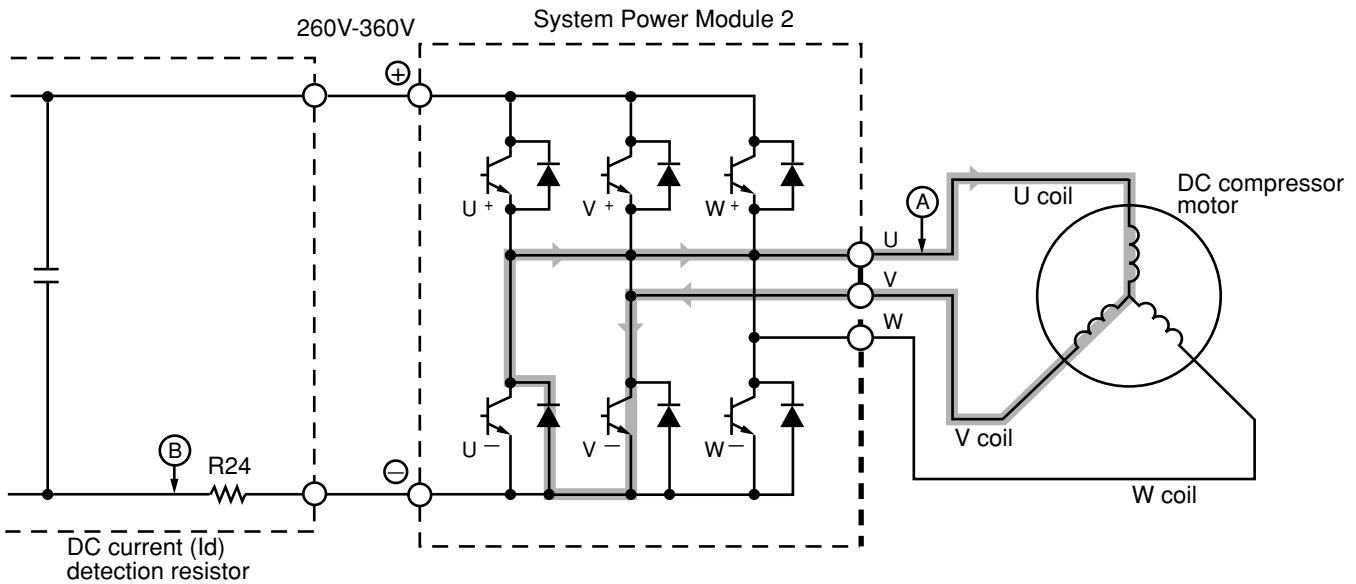 System Power Module 2
260V-360V
+
U +
V +
W +
A
U coil
DC compressor
motor
U
V
W
U —
V —
W —
V coil
W coil
B
R24
—
DC current (Id)
detection resistor